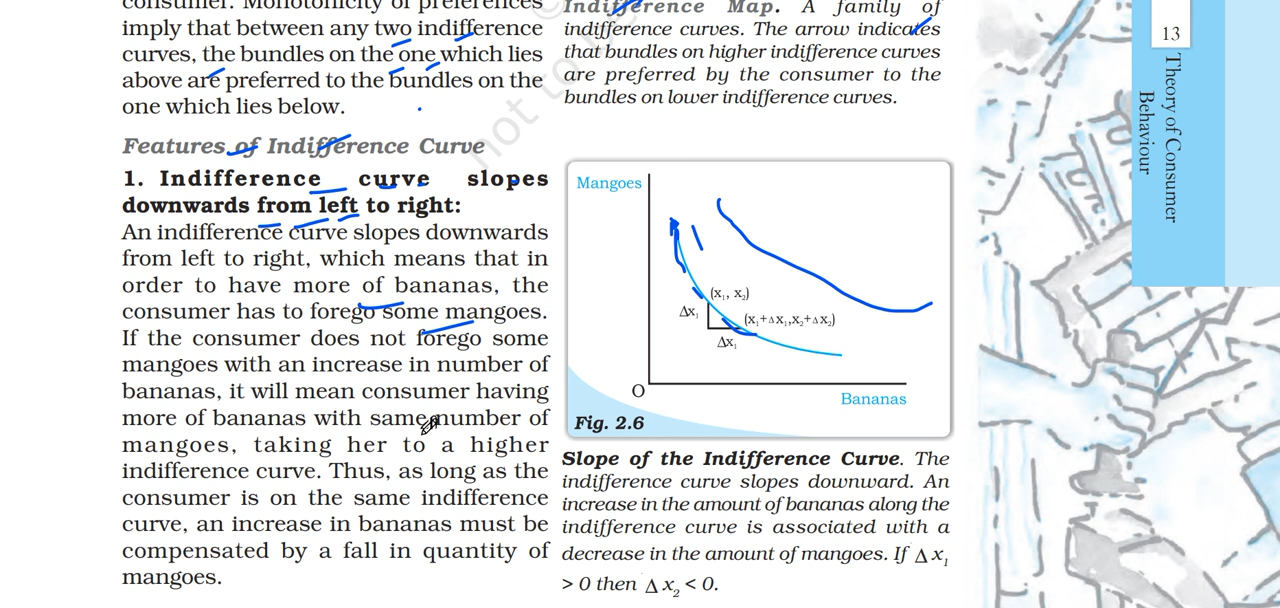 consumer. Monotonicity of preferences
imply that between any two indifference
curves, the bundles on the one which lies
above are preferred to the bundles on the
one which lies below.
Features of Indifference Curve
1. Indifference curve slopes
downwards from left to right:
An indifference curve slopes downwards
from left to right, which means that in
order to have more of bananas, the
consumer has to forego some mangoes.
If the consumer does not forego some
mangoes with an increase in number of
bananas, it will mean consumer having
more of bananas with same number of
mangoes, taking her to a higher
indifference curve. Thus, as long as the
consumer is on the same indifference
curve, an increase in bananas must be
compensated by a fall in quantity of
mangoes.
Indifference Map. A family of
indifference curves. The arrow indicates
that bundles on higher indifference curves
are preferred by the consumer to the
bundles on lower indifference curves.
Mangoes
(x₁, x₂)
Δx₁
(x₁+Δx₁,x₂+Δx₂)
Δx₁
O
Bananas
Fig. 2.6
Slope of the Indifference Curve. The
indifference curve slopes downward. An
increase in the amount of bananas along the
indifference curve is associated with a
decrease in the amount of mangoes. If Δx₁
> 0 then Δx₂ < 0.
13
Theory of Consumer
Behaviour
not to